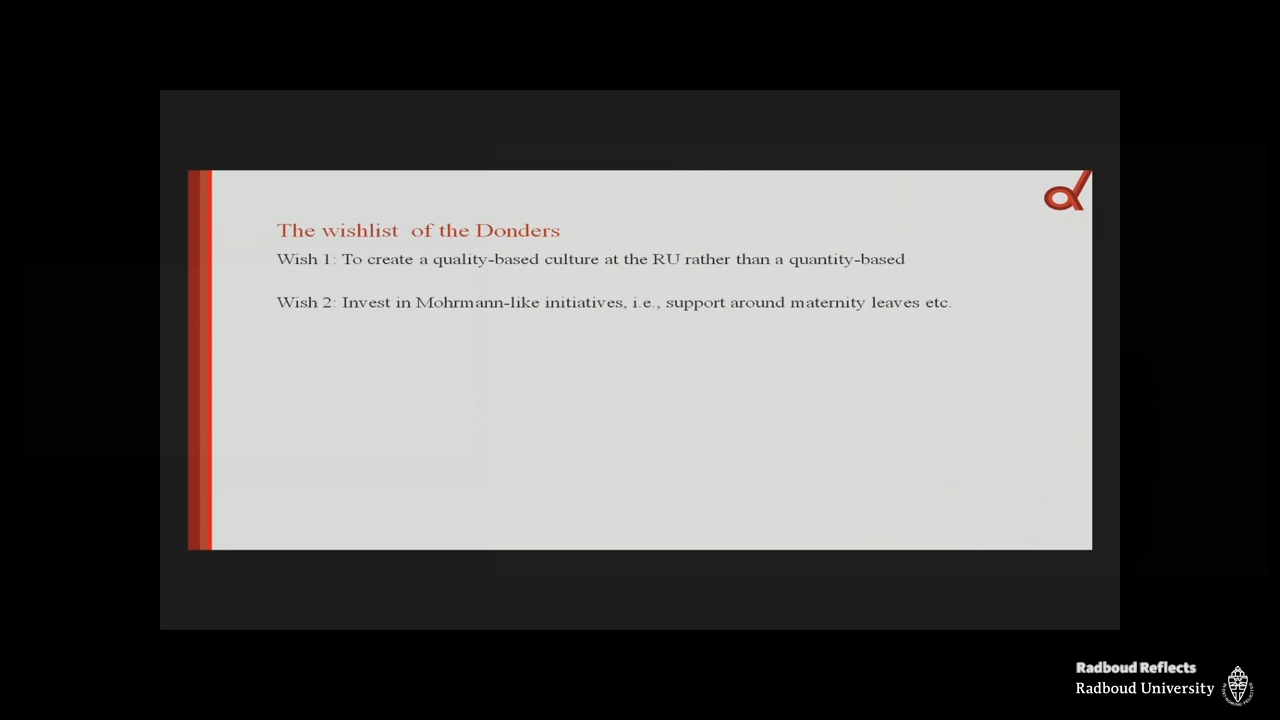 The wishlist of the Donders
Wish 1: To create a quality-based culture at the RU rather than a quantity-based
Wish 2: Invest in Mohrmann-like initiatives, i.e., support around maternity leaves etc.
Radboud Reflects
Radboud University